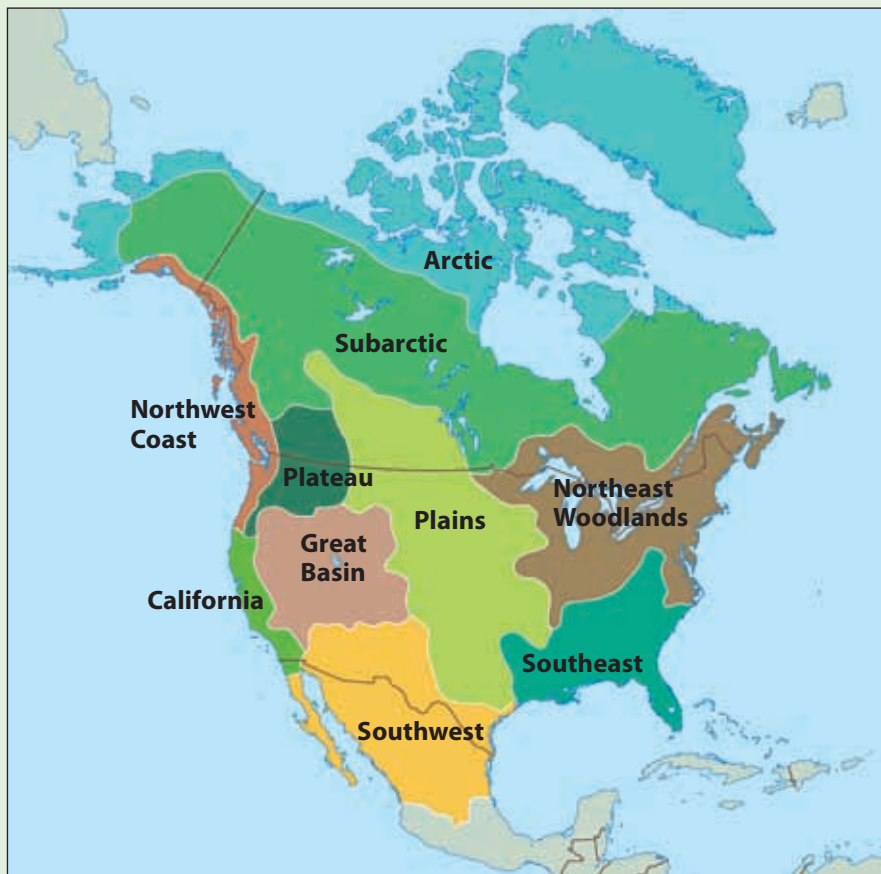 Arctic
Subarctic
Northwest
Coast
Plateau
Plains
Northeast
Woodlands
Great
Basin
California
Southeast
Southwest